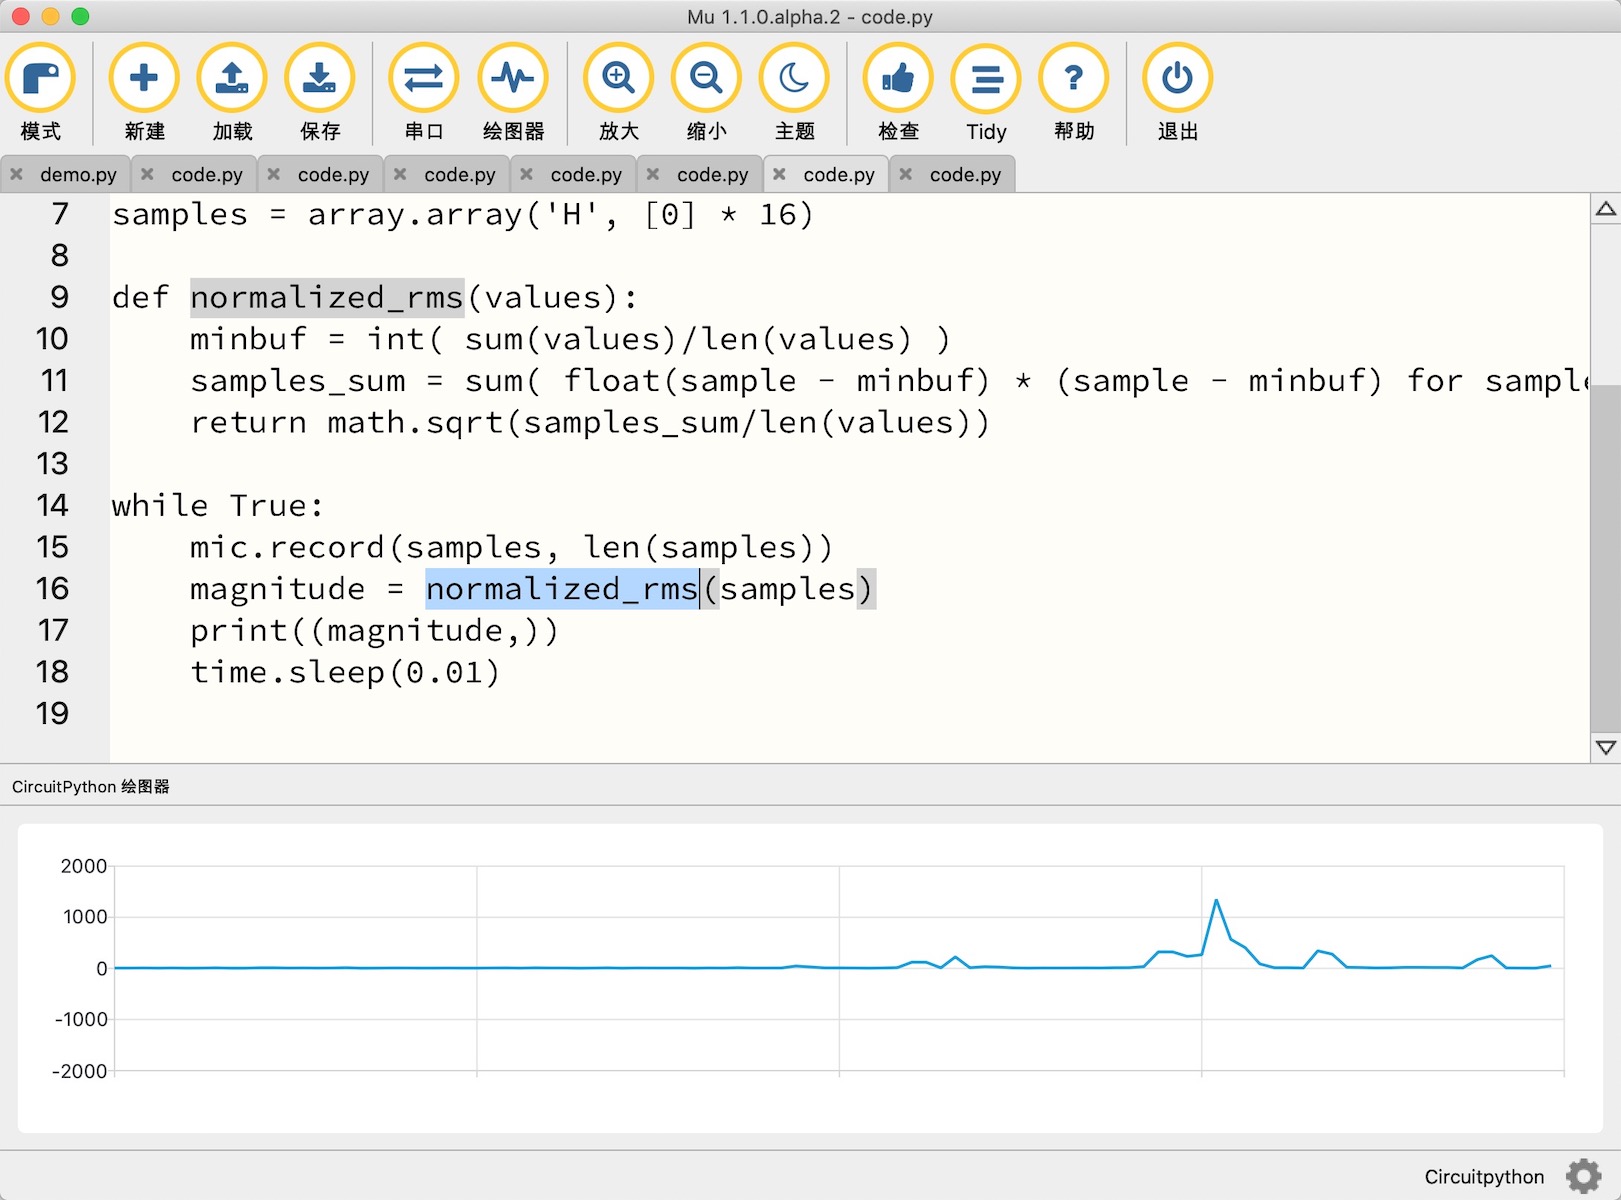 Mu 1.1.0.alpha.2 - code.py
模式 新建 加载 保存 串口 绘图器 放大 缩小 主题 检查 Tidy 帮助 退出
demo.py code.py code.py code.py code.py code.py code.py code.py
7 samples = array.array('H', [0] * 16)
8
9 def normalized_rms(values):
10 minbuf = int( sum(values)/len(values) )
11 samples_sum = sum( float(sample - minbuf) * (sample - minbuf) for sample
12 return math.sqrt(samples_sum/len(values))
13
14 while True:
15 mic.record(samples, len(samples))
16 magnitude = normalized_rms(samples)
17 print((magnitude,))
18 time.sleep(0.01)
19
CircuitPython 绘图器
2000
1000
0
-1000
-2000
Circuitpython